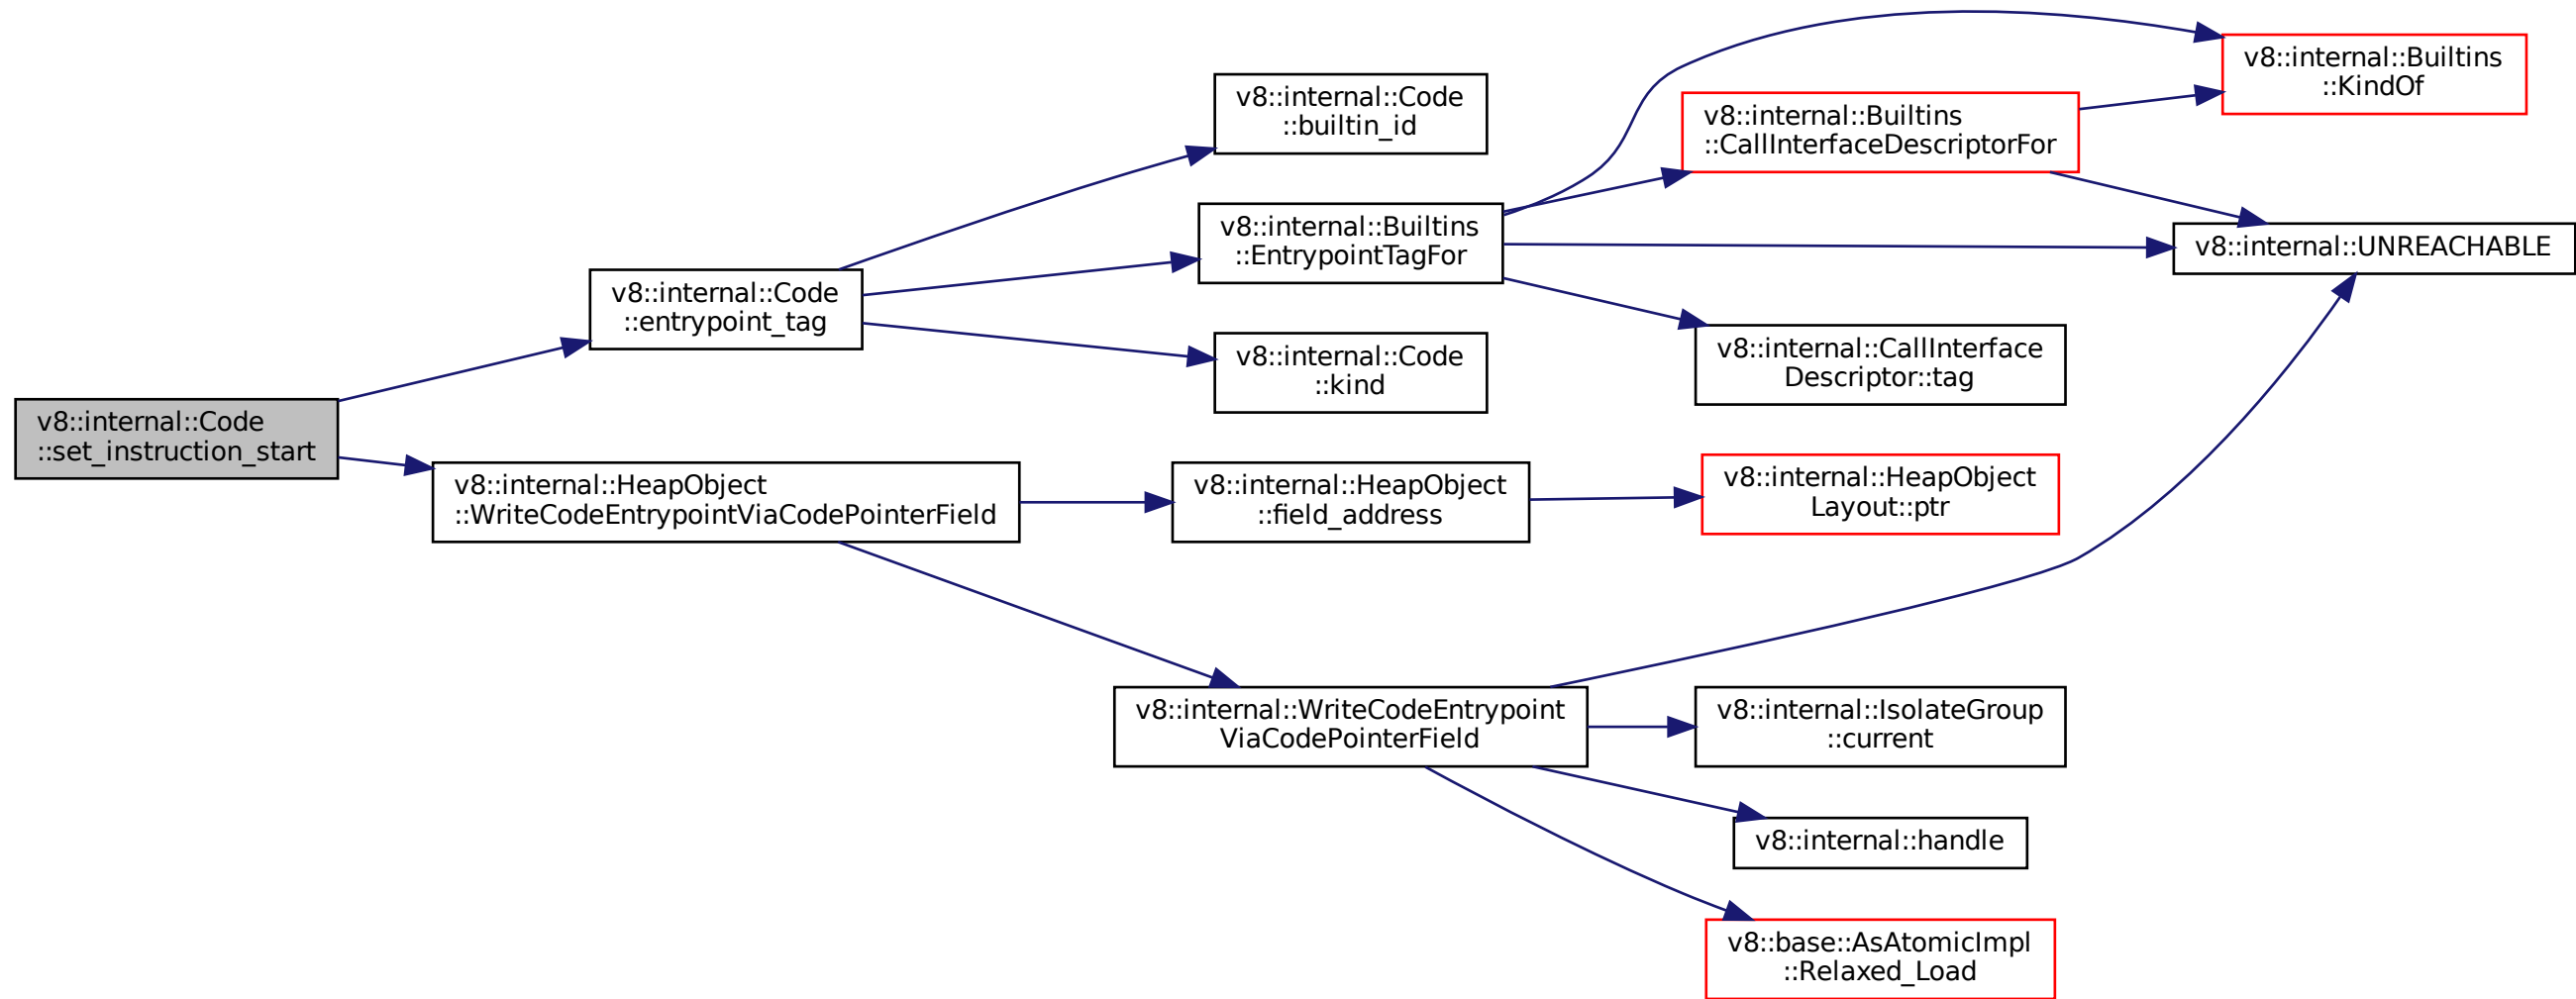 v8::internal::Code
::set_instruction_start
v8::internal::Code
::entrypoint_tag
v8::internal::HeapObject
::WriteCodeEntrypointViaCodePointerField
v8::internal::Code
::builtin_id
v8::internal::Builtins
::EntrypointTagFor
v8::internal::Code
::kind
v8::internal::HeapObject
::field_address
v8::internal::WriteCodeEntrypoint
ViaCodePointerField
v8::internal::Builtins
::CallInterfaceDescriptorFor
v8::internal::CallInterface
Descriptor::tag
v8::internal::HeapObject
Layout::ptr
v8::internal::IsolateGroup
::current
v8::internal::handle
v8::base::AsAtomicImpl
::Relaxed_Load
v8::internal::Builtins
::KindOf
v8::internal::UNREACHABLE